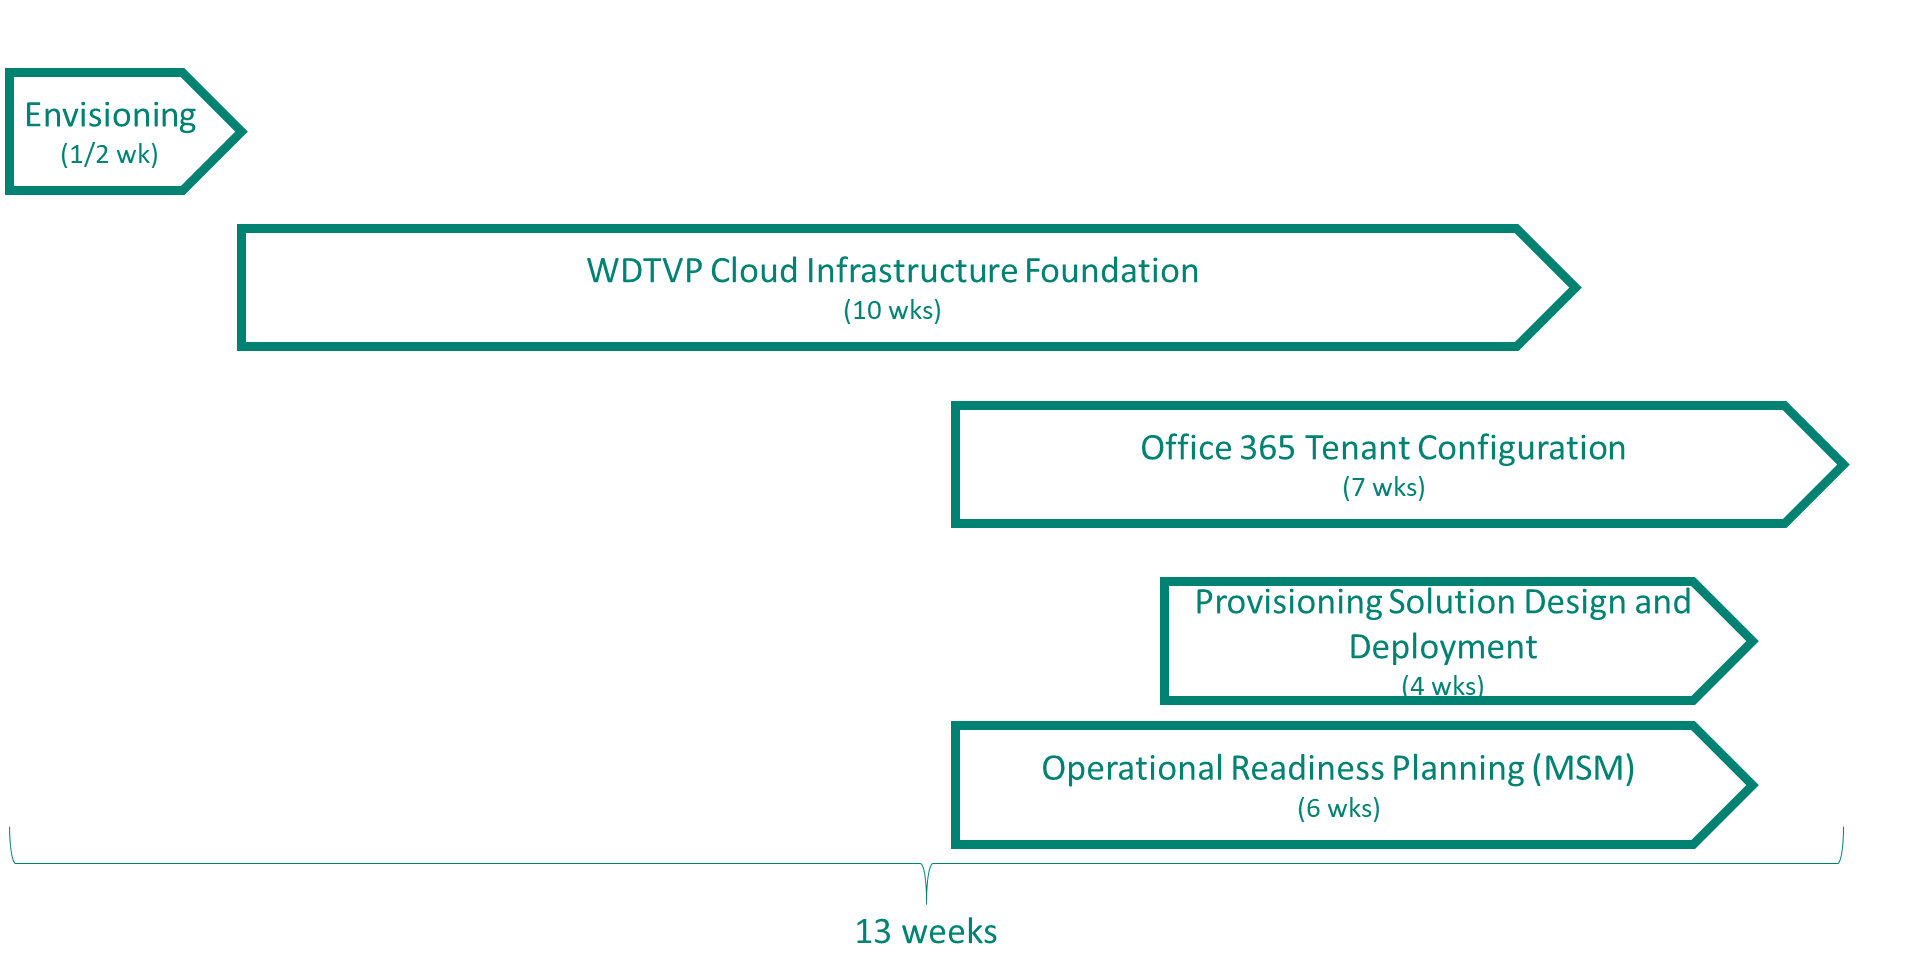 Envisioning
(1/2 wk)
WDTVP Cloud Infrastructure Foundation
(10 wks)
Office 365 Tenant Configuration
(7 wks)
Provisioning Solution Design and
Deployment
(4 wks)
Operational Readiness Planning (MSM)
(6 wks)
13 weeks